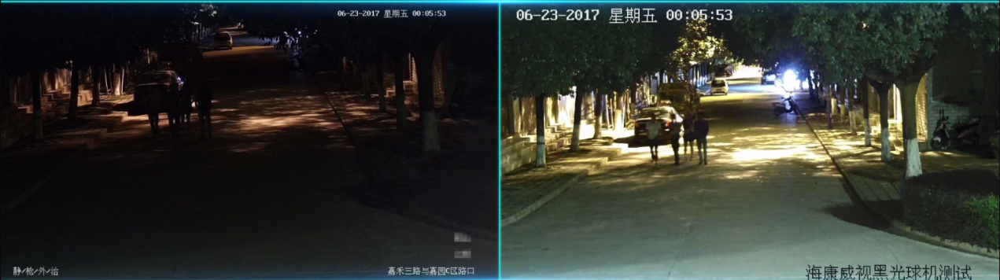 06-23-2017 星期五 00:05:53
静/枪/外/治
嘉禾三路与嘉园C区路口
06-23-2017 星期五 00:05:53
海康威视黑光球机测试